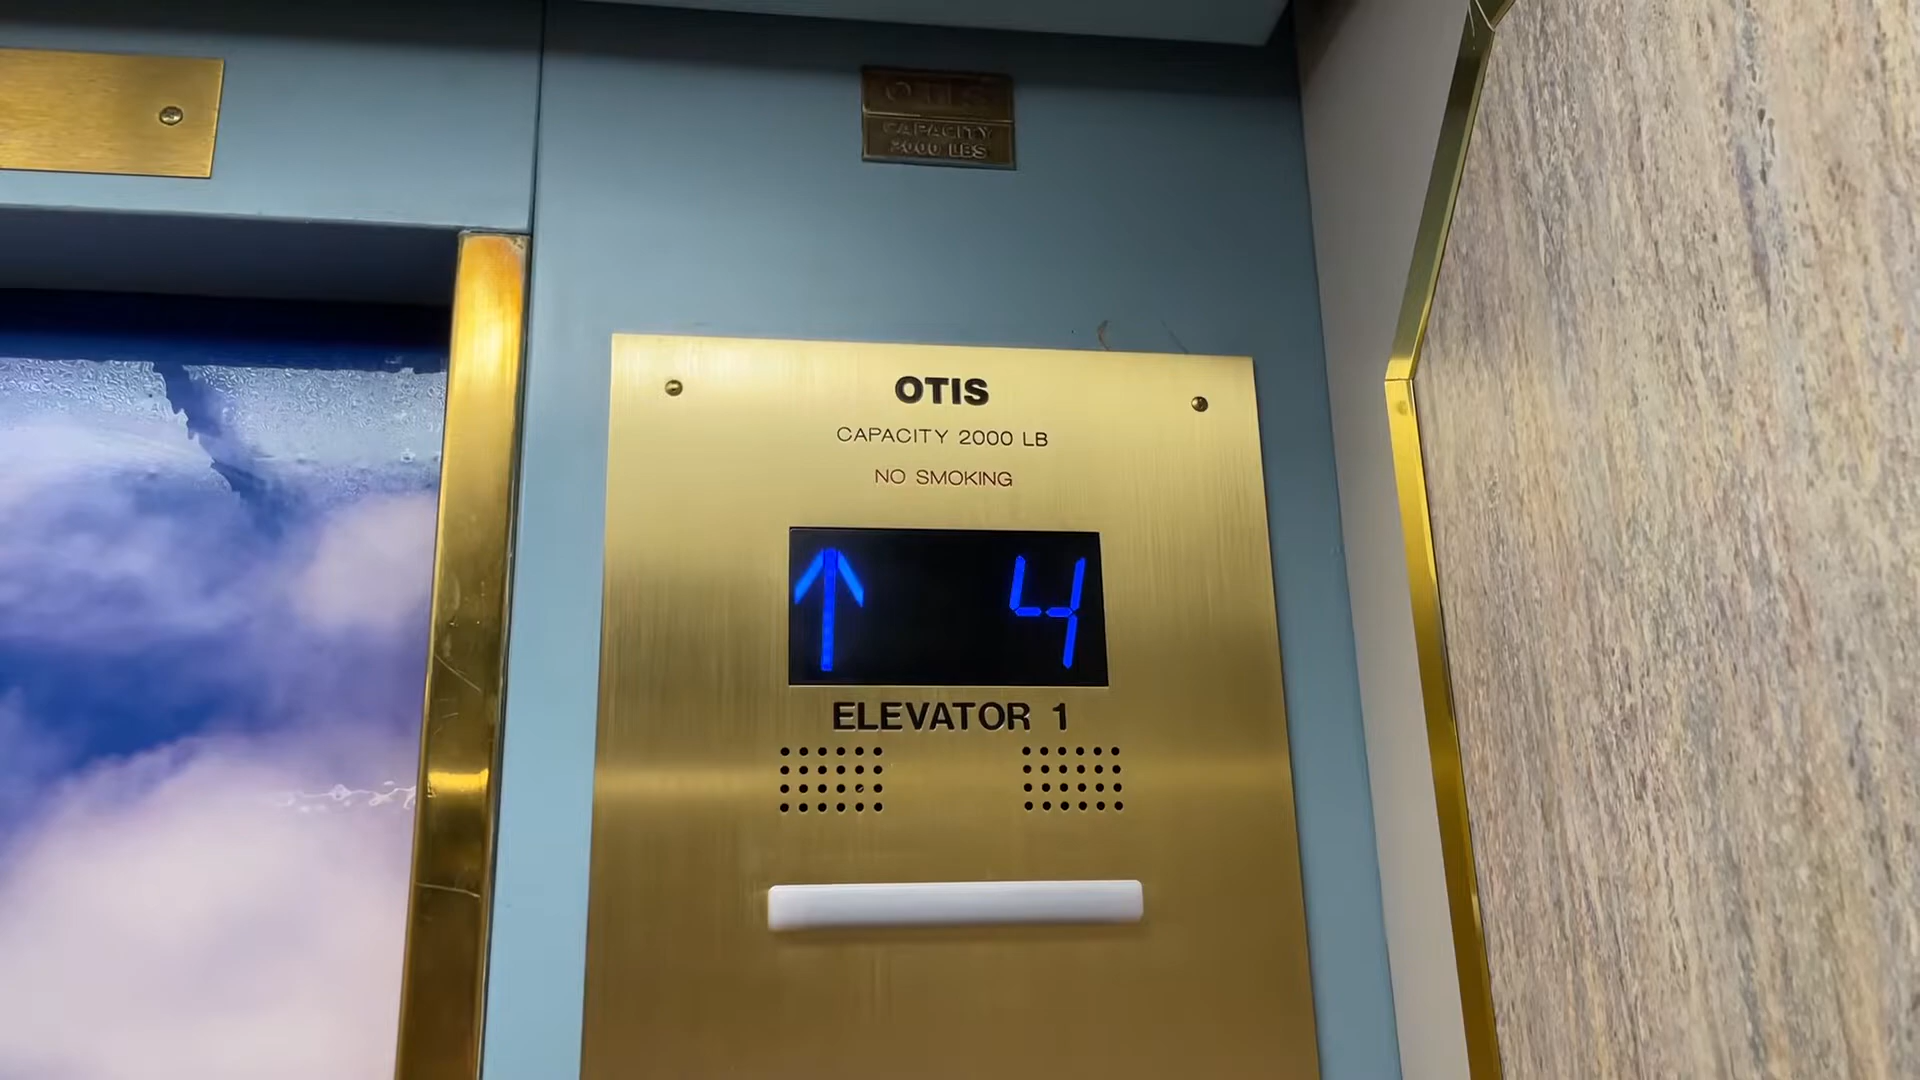 OTIS
CAPACITY
2000 LBS
OTIS
CAPACITY 2000 LB
NO SMOKING
4
ELEVATOR 1